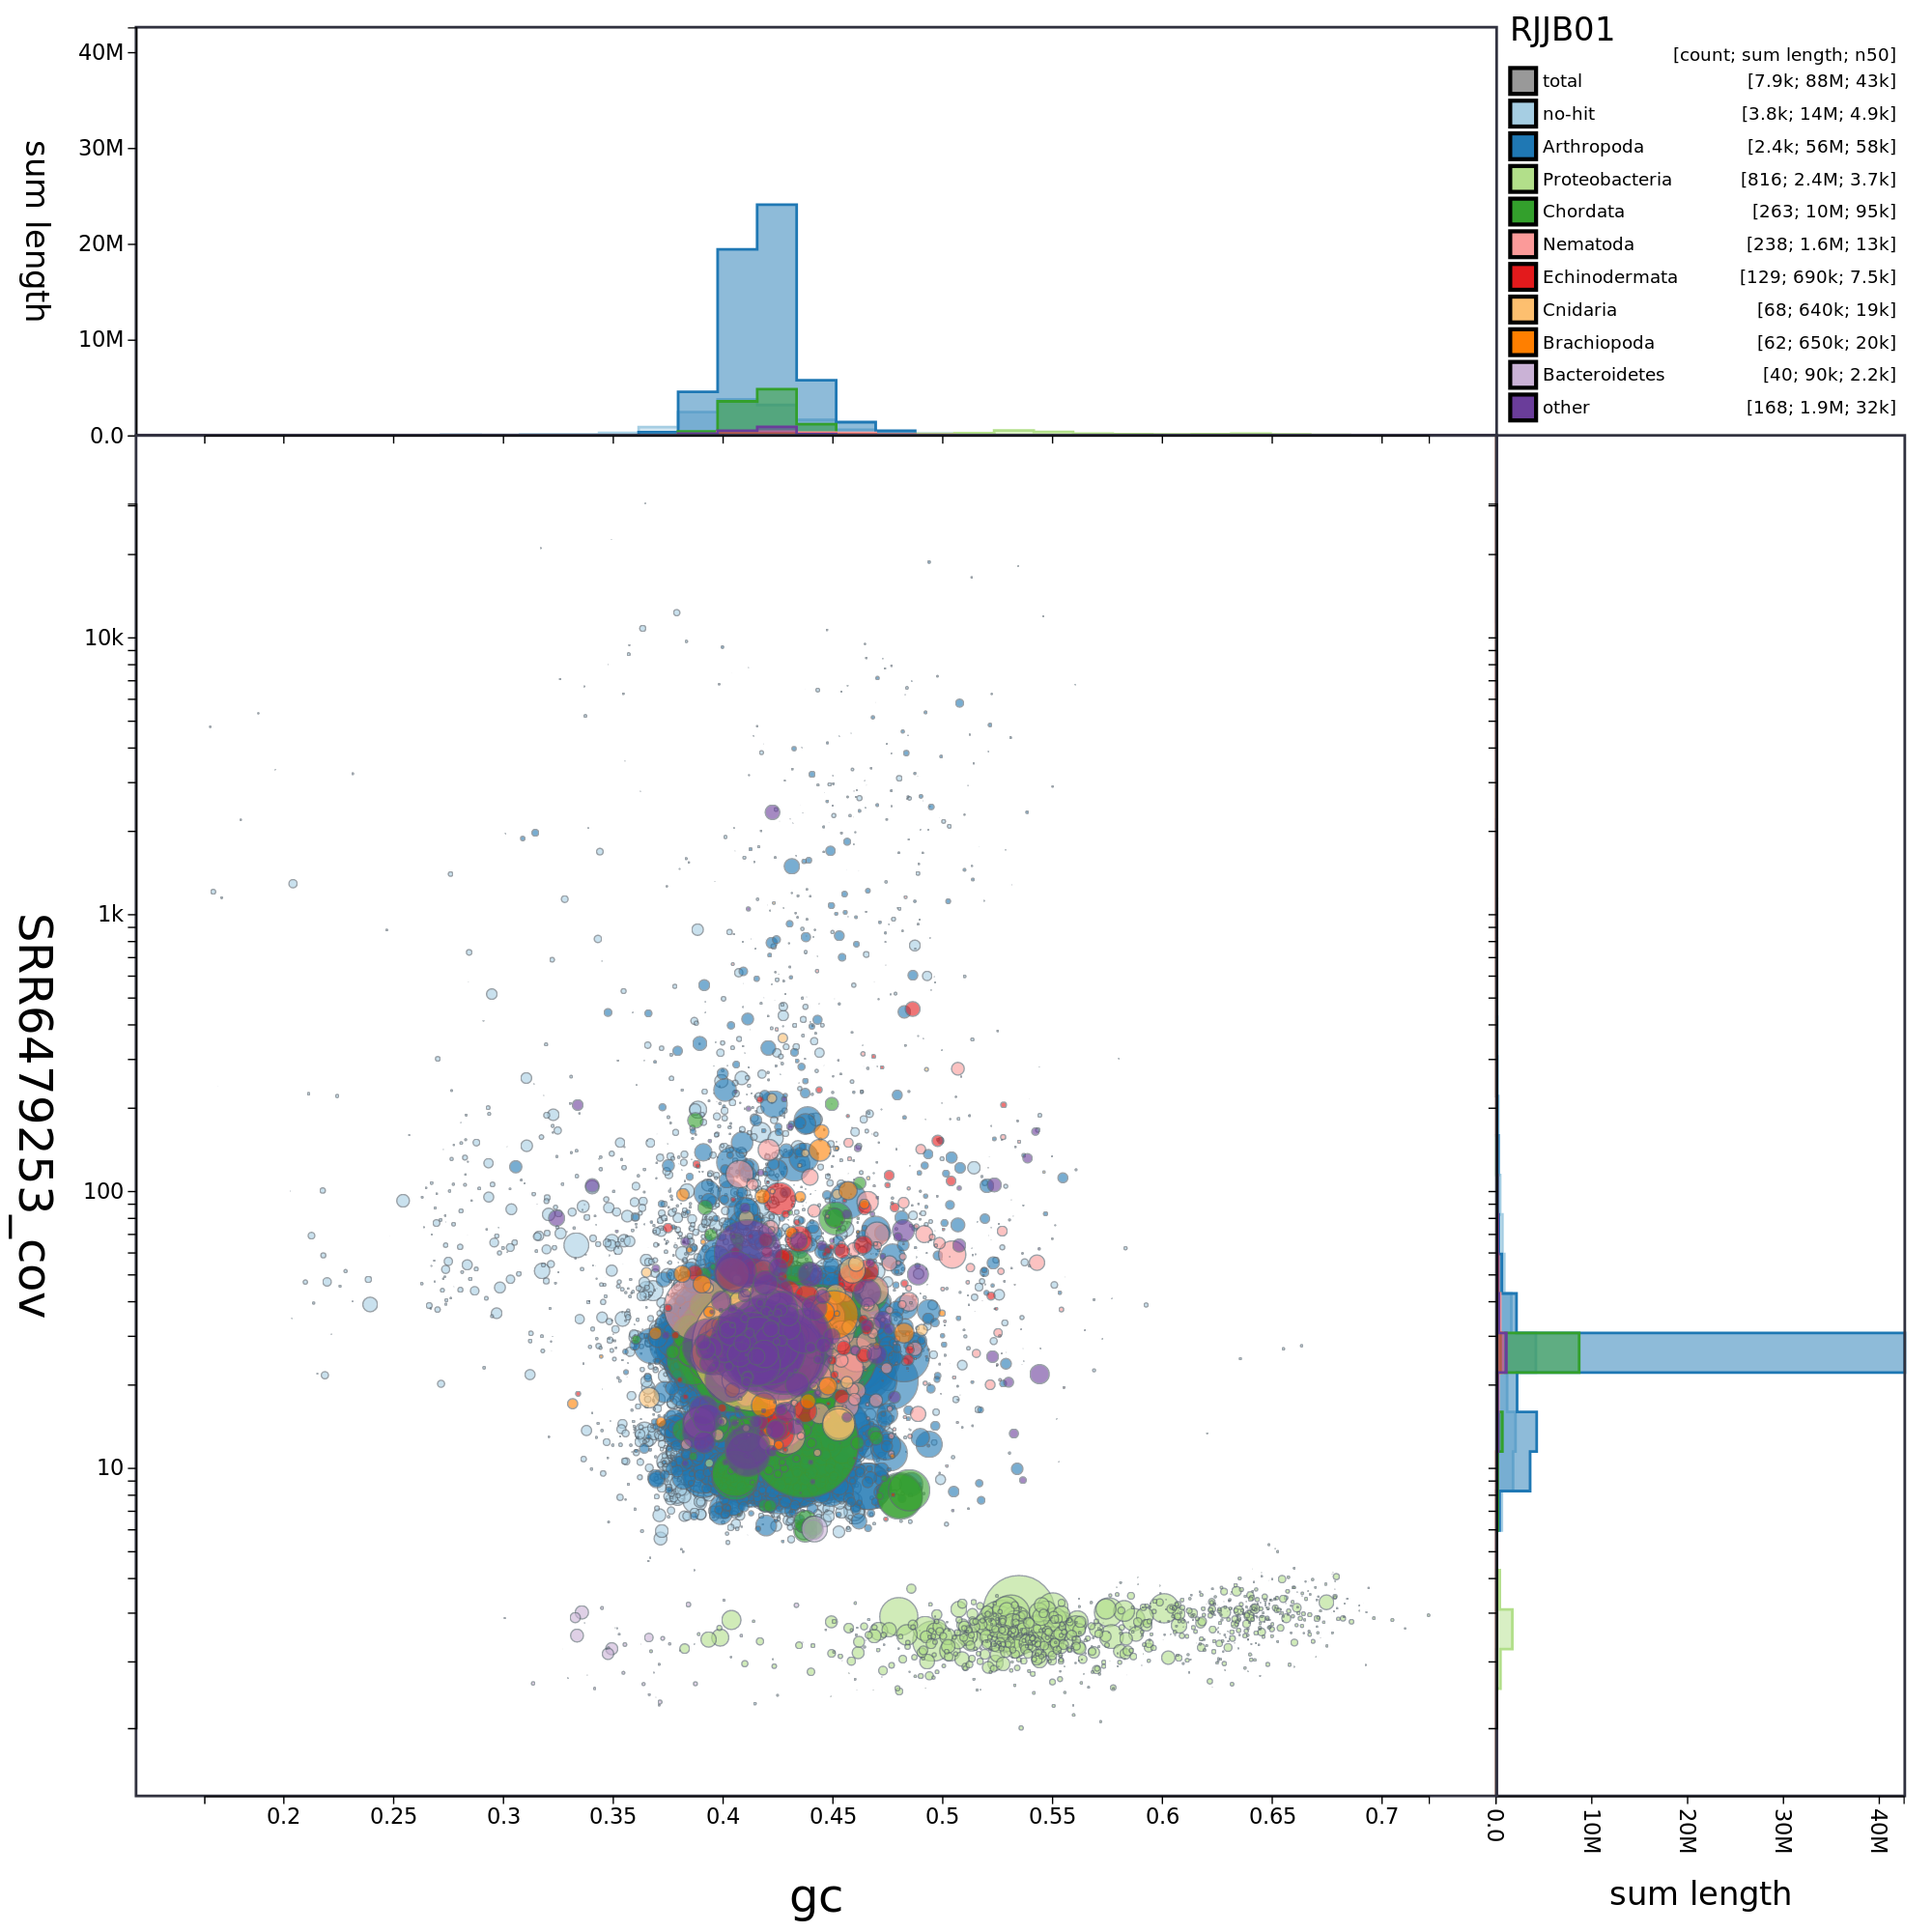 RJJB01
[count; sum length; n50]
total [7.9k; 88M; 43k]
no-hit [3.8k; 14M; 4.9k]
Arthropoda [2.4k; 56M; 58k]
Proteobacteria [816; 2.4M; 3.7k]
Chordata [263; 10M; 95k]
Nematoda [238; 1.6M; 13k]
Echinodermata [129; 690k; 7.5k]
Cnidaria [68; 640k; 19k]
Brachiopoda [62; 650k; 20k]
Bacteroidetes [40; 90k; 2.2k]
other [168; 1.9M; 32k]
sum length
40M
30M
20M
10M
0.0
SRR6479253_cov
10k
1k
100
10
0.2 0.25 0.3 0.35 0.4 0.45 0.5 0.55 0.6 0.65 0.7
gc
0.0 10M 20M 30M 40M
sum length